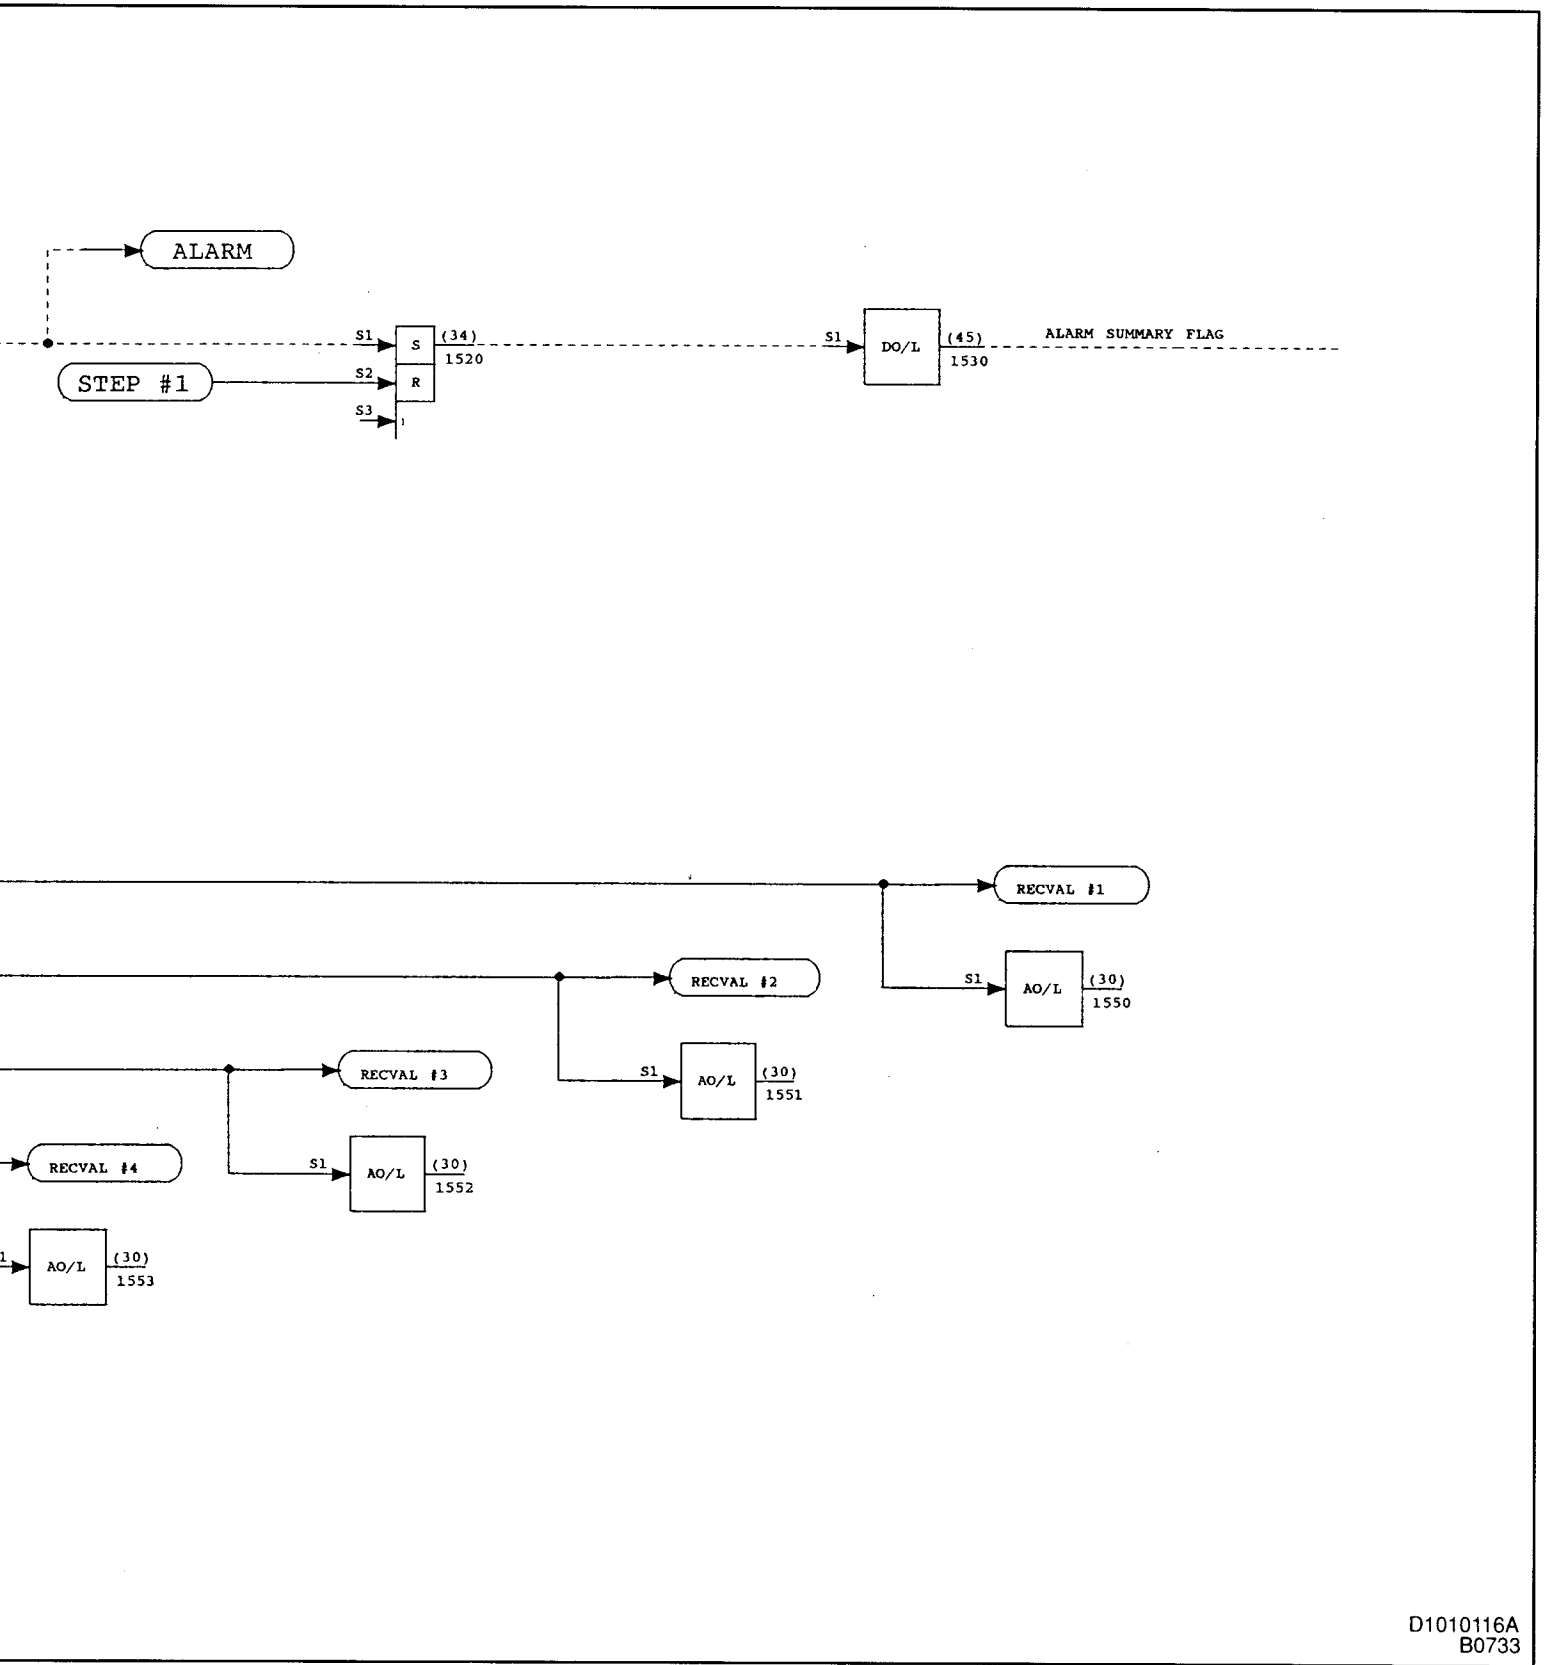 ALARM
S1 S (34) S1 DO/L (45) ALARM SUMMARY FLAG
1520 1530
STEP #1 S2 R
S3
RECVAL #1
RECVAL #2 S1 AO/L (30)
1550
RECVAL #3 S1 AO/L (30)
1551
RECVAL #4 S1 AO/L (30)
1552
1 AO/L (30)
1553
D1010116A
B0733